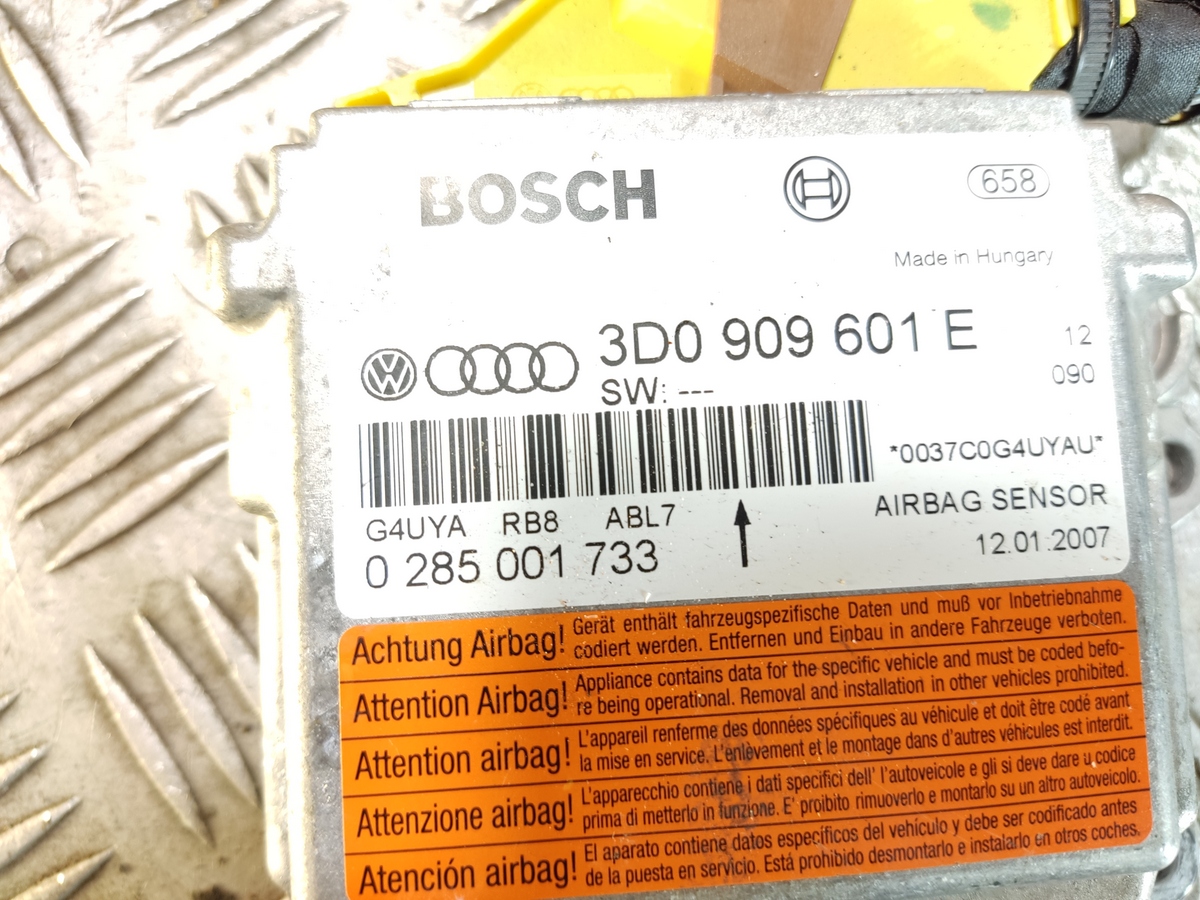 BOSCH
658
Made in Hungary
3D0 909 601 E
12
SW: ---
090
*0037C0G4UYAU*
G4UYA RB8 ABL7
AIRBAG SENSOR
0 285 001 733
12.01.2007
Achtung Airbag!
Gerät enthält fahrzeugspezifische Daten und muß vor Inbetriebnahme
codiert werden. Entfernen und Einbau in andere Fahrzeuge verboten.
Attention Airbag!
Appliance contains data for the specific vehicle and must be coded befo-
re being operational. Removal and installation in other vehicles prohibited.
Attention airbag!
L'appareil renferme des données spécifiques au véhicule et doit être codé avant
la mise en service. L'enlèvement et le montage dans d'autres véhicules est interdit.
Attenzione airbag!
L'apparecchio contiene i dati specifici dell' l'autoveicole e gli si deve dare u codice
prima di metterlo in funzione. E' proibito rimuoverlo e montarlo su un altro autoveicolo.
Atención airbag!
El aparato contiene datos específicos del vehículo y debe ser codificado antes
de la puesta en servicio. Está prohibido desmontarlo e instalarlo en otros coches.